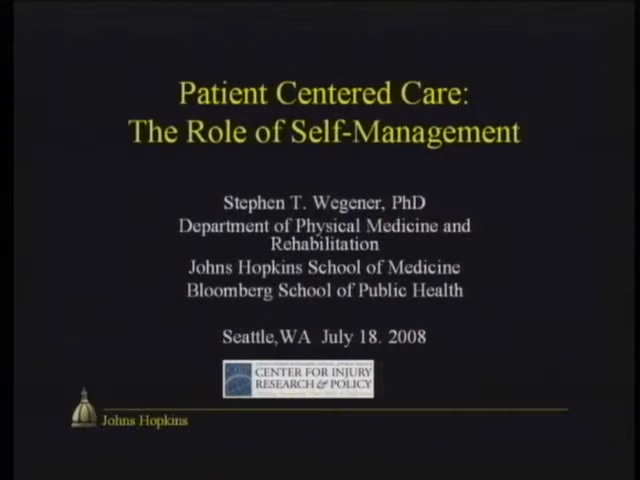 Patient Centered Care:
The Role of Self-Management
Stephen T. Wegener, PhD
Department of Physical Medicine and
Rehabilitation
Johns Hopkins School of Medicine
Bloomberg School of Public Health
Seattle,WA July 18. 2008
CENTER FOR INJURY
RESEARCH & POLICY
Johns Hopkins